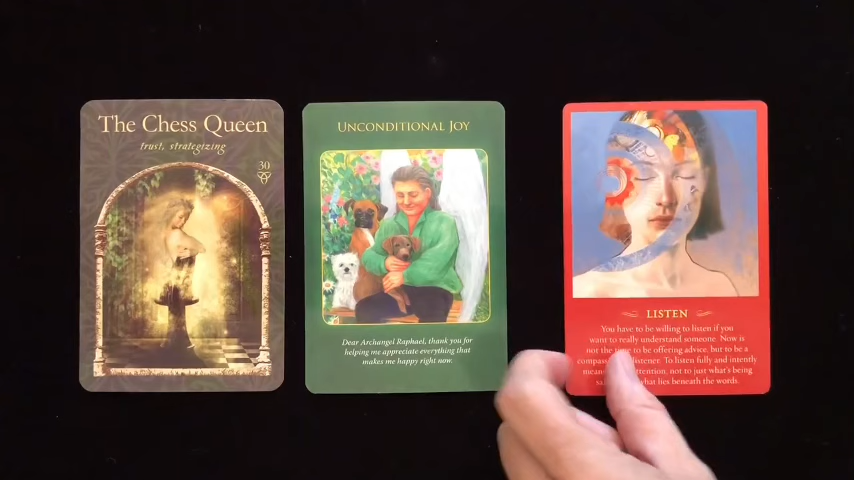 The Chess Queen
trust, strategizing
30
UNCONDITIONAL JOY
Dear Archangel Raphael, thank you for
helping me appreciate everything that
makes me happy right now.
LISTEN
You have to be willing to listen if you
want to really understand someone. Now is
not the time to be offering advice, but to be a
listener. To listen fully and intently
attention, not to just what's being
what lies beneath the words.